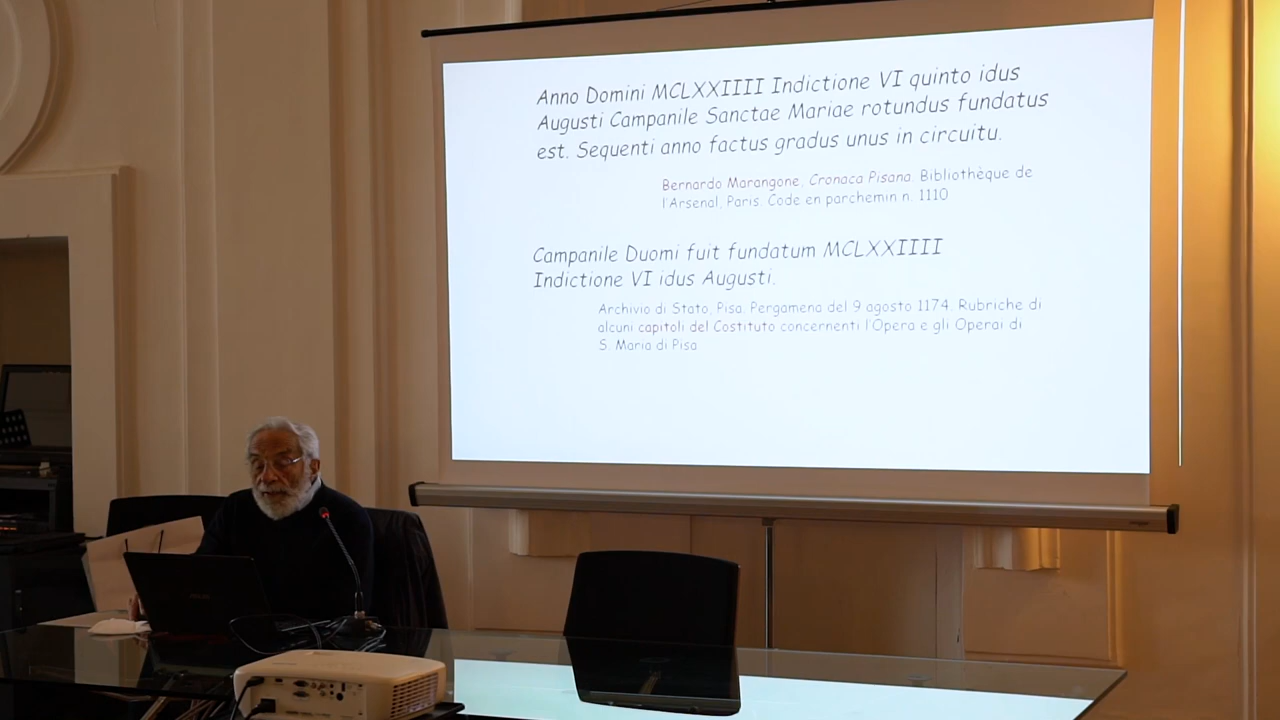 Anno Domini MCLXXIIII Indictione VI quinto idus
Augusti Campanile Sanctae Mariae rotundus fundatus
est. Sequenti anno factus gradus unus in circuitu.
Bernardo Marangone, Cronaca Pisana. Bibliothèque de
l'Arsenal, Paris. Code en parchemin n. 1110
Campanile Duomi fuit fundatum MCLXXIIII
Indictione VI idus Augusti.
Archivio di Stato, Pisa. Pergamena del 9 agosto 1174. Rubriche di
alcuni capitoli del Costituto concernenti l'Opera e gli Operai di
S. Maria di Pisa